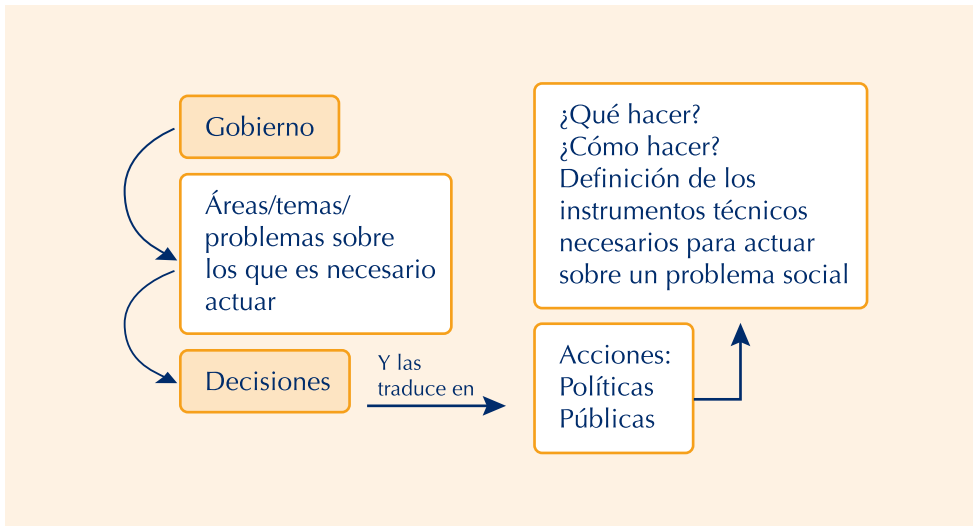 Gobierno
Áreas/temas/
problemas sobre
los que es necesario
actuar
Decisiones
Y las
traduce en
Acciones:
Políticas
Públicas
¿Qué hacer?
¿Cómo hacer?
Definición de los
instrumentos técnicos
necesarios para actuar
sobre un problema social